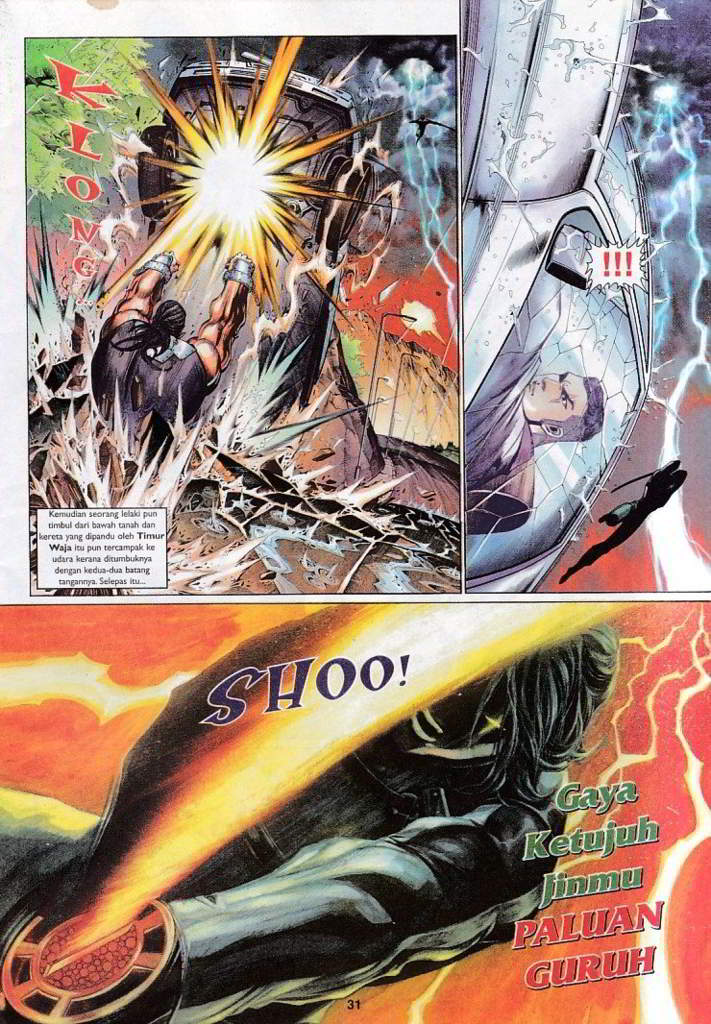 KLONG
!!!
Kemudian seorang lelaki pun
timbul dari bawah tanah dan
kereta yang dipandu oleh Timur
Waja itu pun tercampak ke
udara kerana ditumbuknya
dengan kedua-dua batang
tangannya. Selepas itu...
SHOO!
Gaya
Ketujuh
Jinmu
PALUAN
GURUH
31